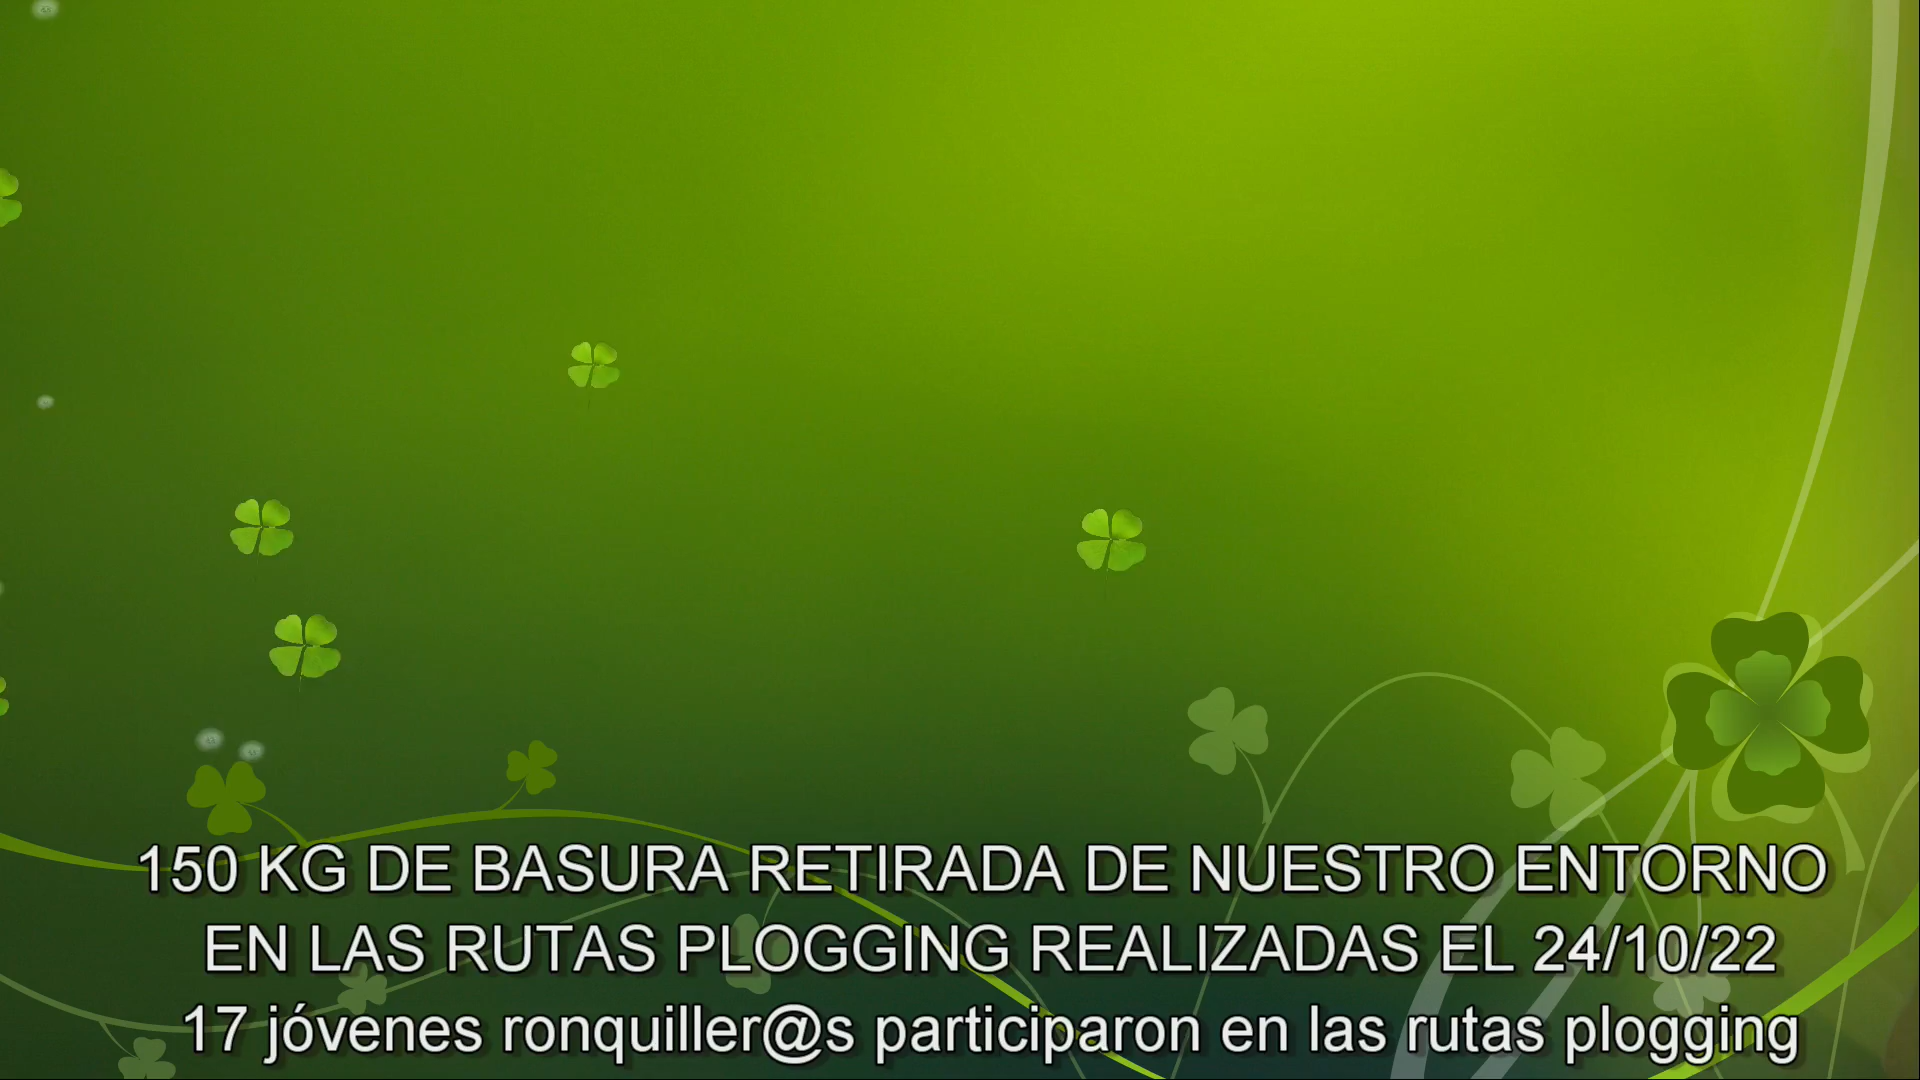 150 KG DE BASURA RETIRADA DE NUESTRO ENTORNO
EN LAS RUTAS PLOGGING REALIZADAS EL 24/10/22
17 jóvenes ronquiller@s participaron en las rutas plogging